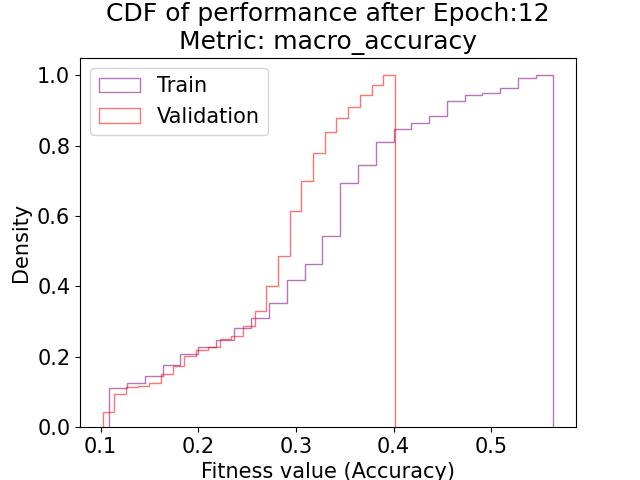 CDF of performance after Epoch:12
Metric: macro_accuracy
Train
Validation
Density
1.0
0.8
0.6
0.4
0.2
0.0
0.1 0.2 0.3 0.4 0.5
Fitness value (Accuracy)